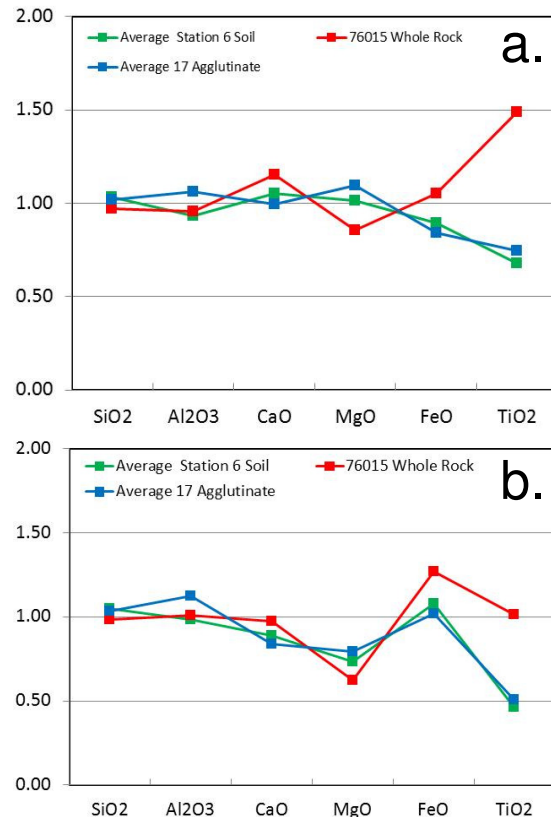 2.00
Average Station 6 Soil 76015 Whole Rock a.
Average 17 Agglutinate
1.50
1.00
0.50
0.00
SiO2 Al2O3 CaO MgO FeO TiO2
2.00
Average Station 6 Soil 76015 Whole Rock b.
Average 17 Agglutinate
1.50
1.00
0.50
0.00
SiO2 Al2O3 CaO MgO FeO TiO2